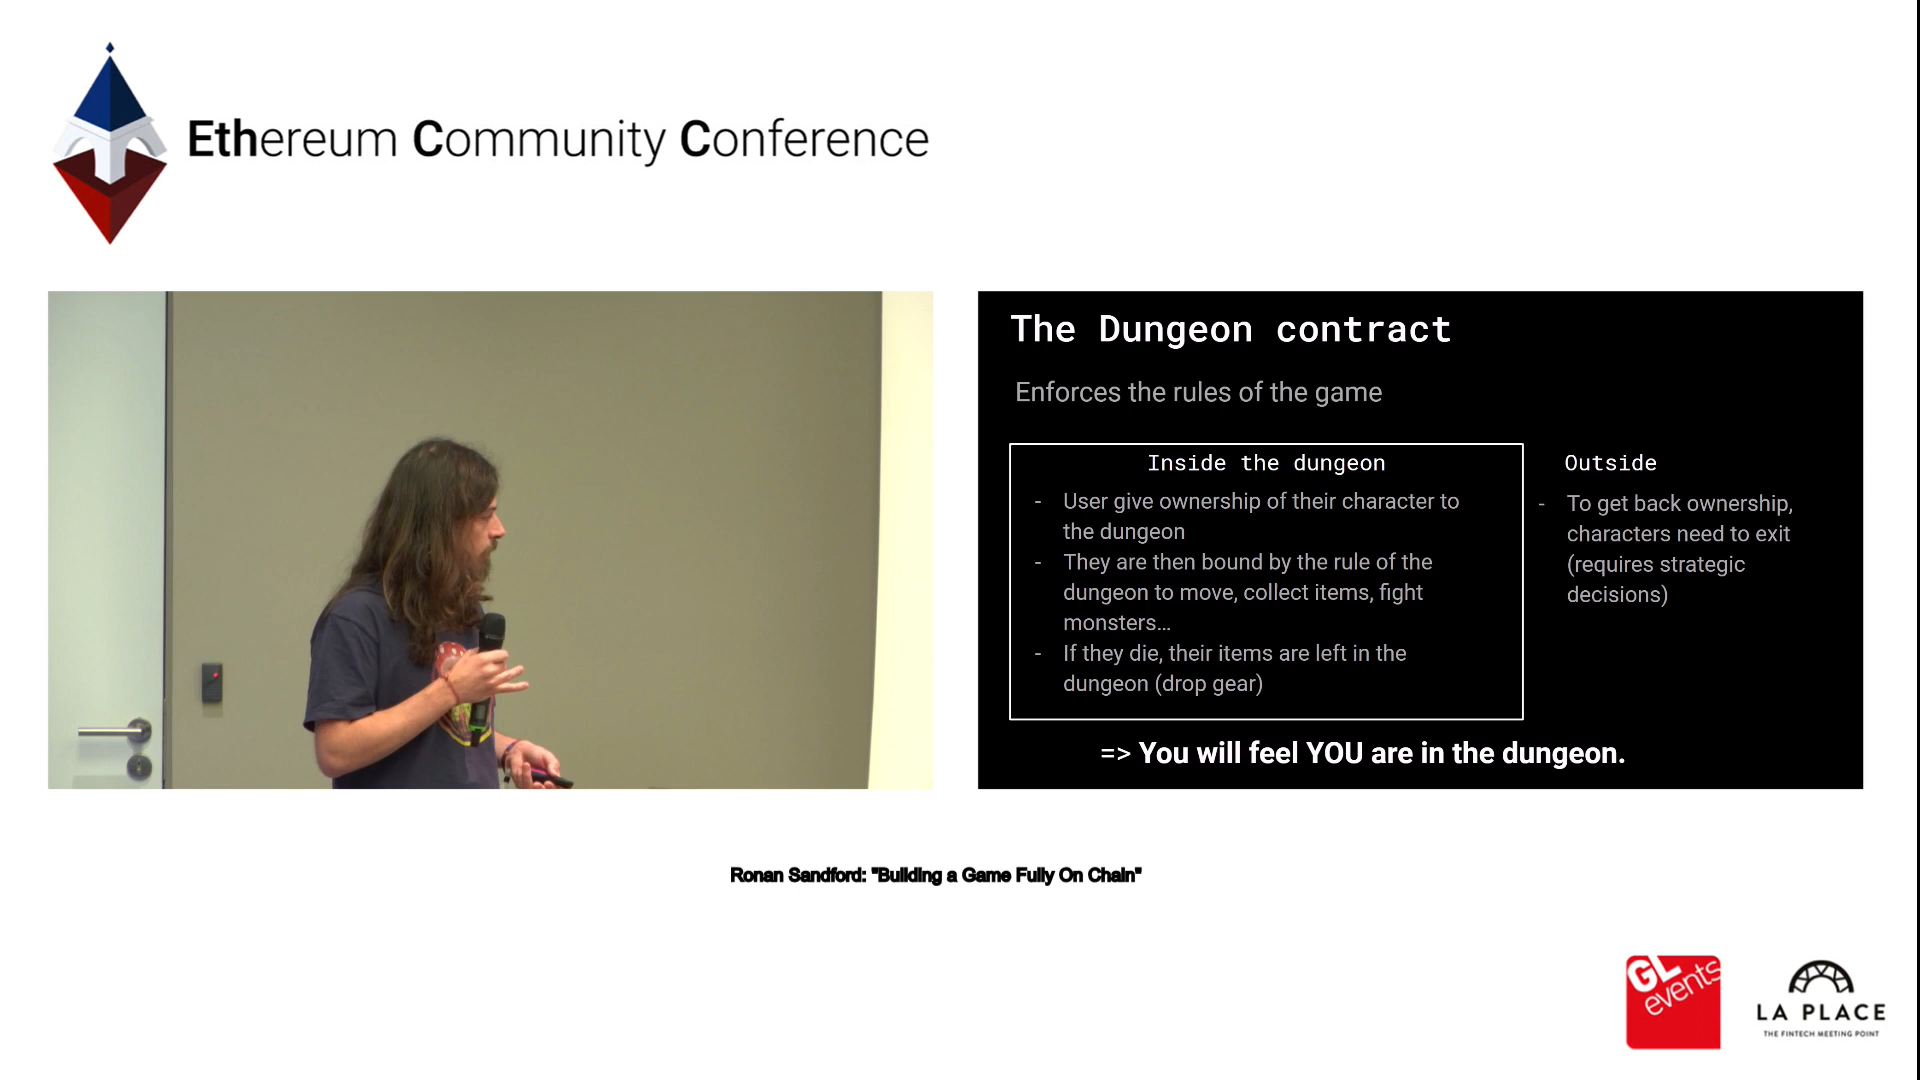 Ethereum Community Conference
The Dungeon contract
Enforces the rules of the game
Inside the dungeon
- User give ownership of their character to
the dungeon
- They are then bound by the rule of the
dungeon to move, collect items, fight
monsters...
- If they die, their items are left in the
dungeon (drop gear)
Outside
- To get back ownership,
characters need to exit
(requires strategic
decisions)
=> You will feel YOU are in the dungeon.
Ronan Sandford: "Building a Game Fully On Chain"
GL
events
LA PLACE
THE FINTECH MEETING POINT